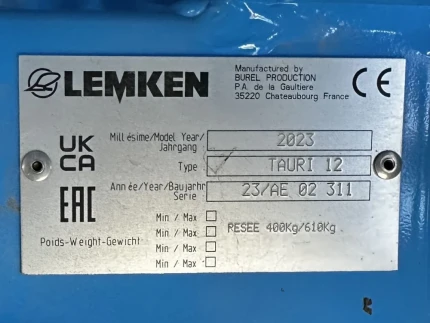 LEMKEN
Manufactured by
BUREL PRODUCTION
P.A. de la Gaultiere
35220 Chateaubourg France
CE
UK
CA
EAC
Millésime/Model Year/
Jahrgang
2023
Type
TAURI 12
Année/Year/Baujahr
Serie
23/AE 02 311
Min / Max
RESEE 400Kg/610Kg
Min / Max
Poids-Weight-Gewicht
Min / Max
Min / Max